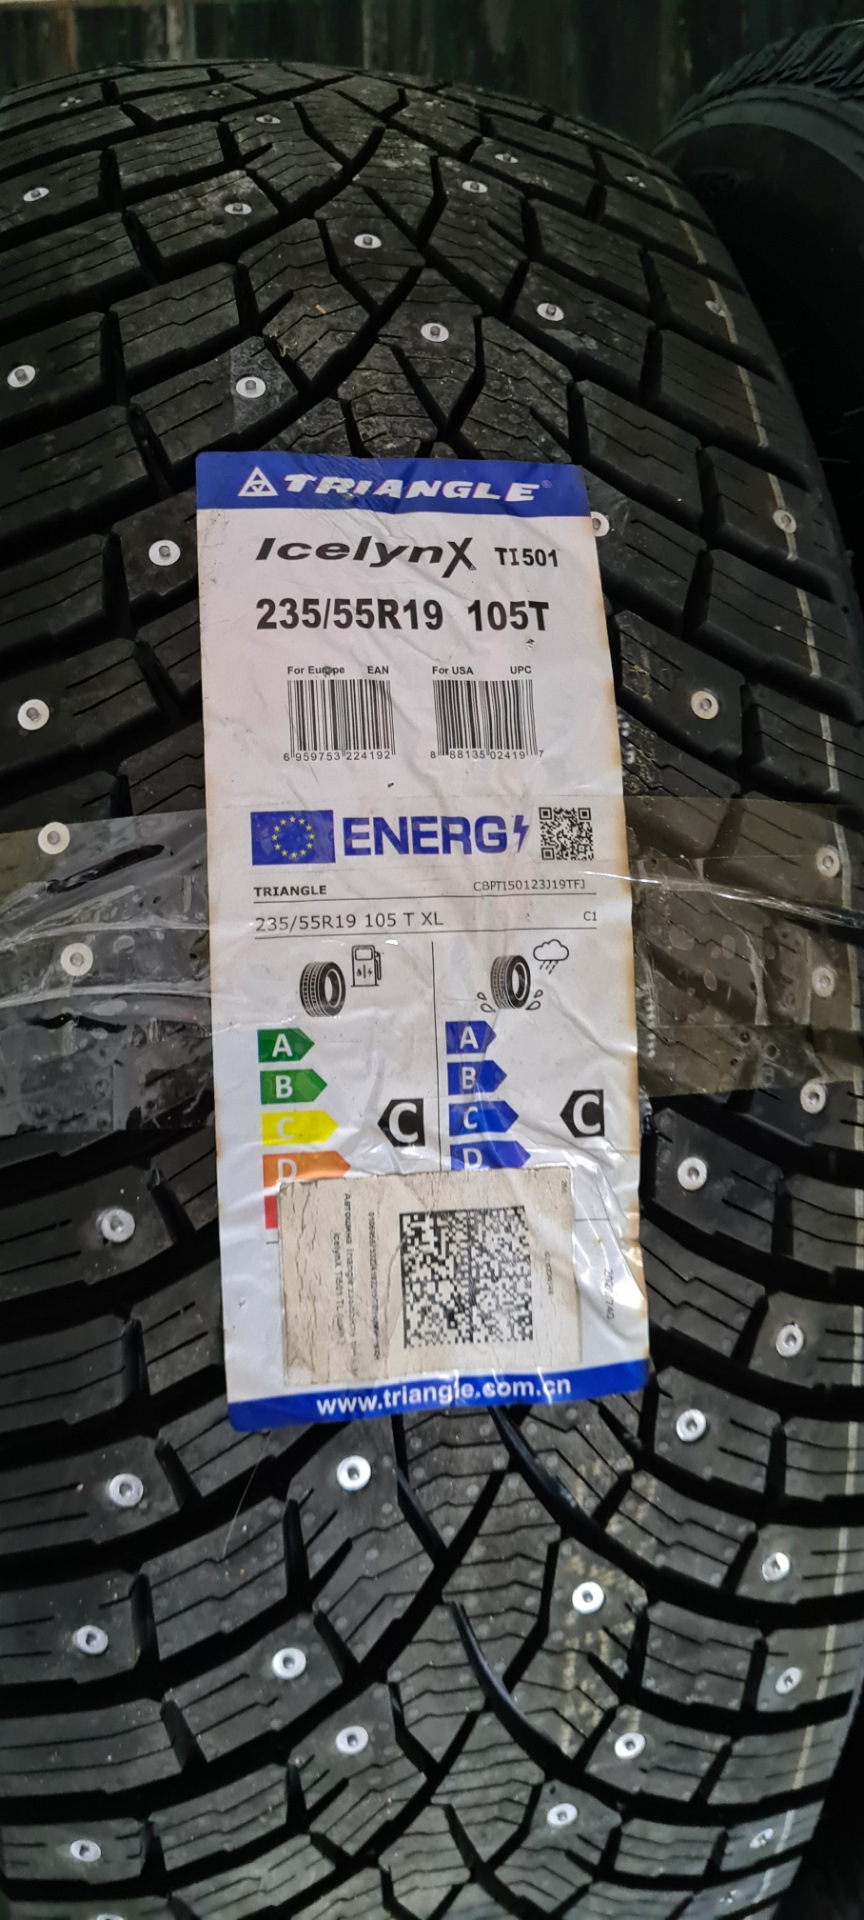 TRIANGLE
IcelynX TI501
235/55R19 105T
For Europe EAN For USA UPC
6 959753 224192 8 88135 02419 7
ENERG
TRIANGLE CBPTI50123J19TFJ
235/55R19 105 T XL C1
A A
B B
C C C C
D D
www.triangle.com.cn